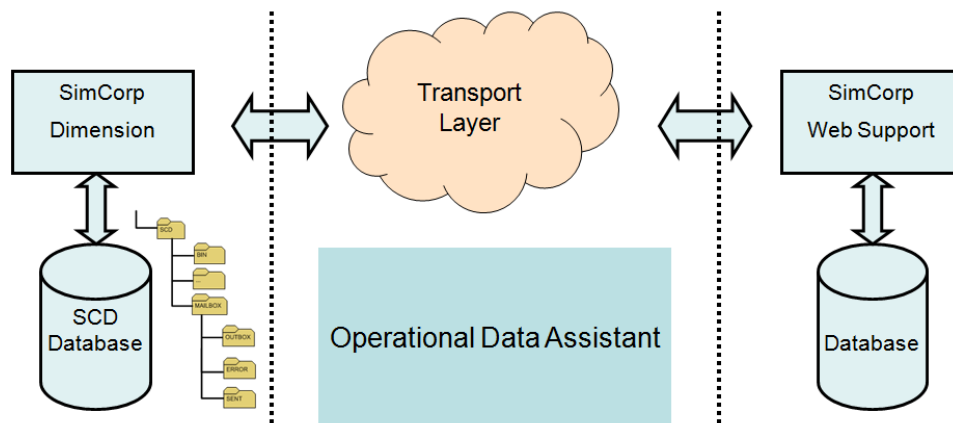 SimCorp
Dimension
Transport
Layer
SimCorp
Web Support
SCD
BIN
...
MAILBOX
OUTBOX
ERROR
SENT
SCD
Database
Operational Data Assistant
Database